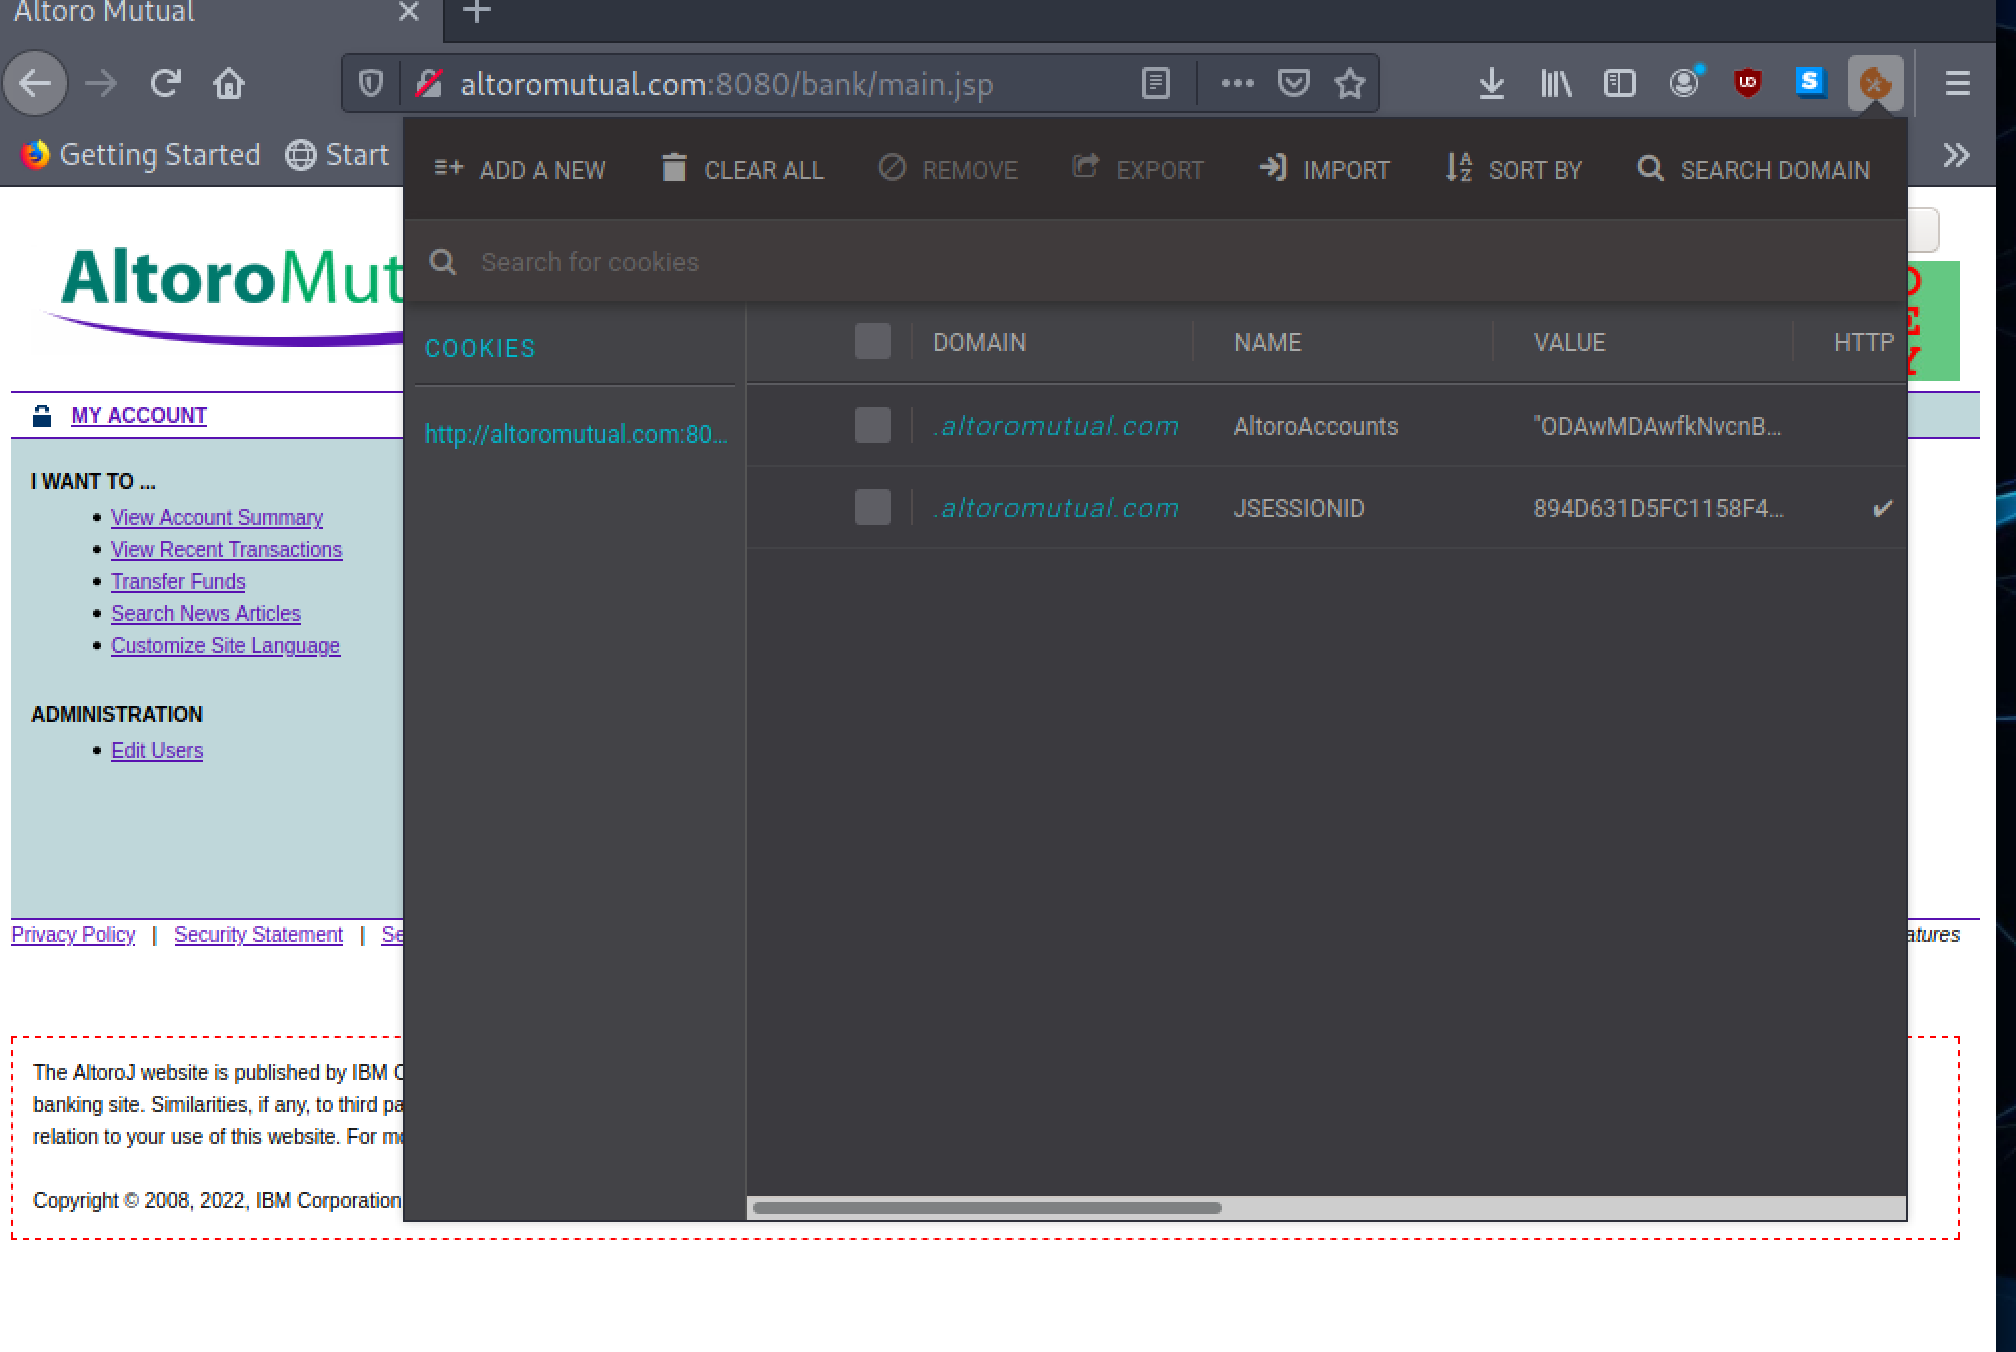 Altoro Mutual
altoromutual.com:8080/bank/main.jsp
Getting Started
Start
ADD A NEW
CLEAR ALL
REMOVE
EXPORT
IMPORT
SORT BY
SEARCH DOMAIN
Search for cookies
AltoroMut
COOKIES
DOMAIN
NAME
VALUE
HTTP
http://altoromutual.com:80...
.altoromutual.com AltoroAccounts "ODAwMDAwfkNvcnB...
.altoromutual.com JSESSIONID 894D631D5FC1158F4... ✔
MY ACCOUNT
I WANT TO ...
• View Account Summary
• View Recent Transactions
• Transfer Funds
• Search News Articles
• Customize Site Language
ADMINISTRATION
• Edit Users
Privacy Policy | Security Statement | Se
atures
The AltoroJ website is published by IBM C
banking site. Similarities, if any, to third pa
relation to your use of this website. For mo
Copyright © 2008, 2022, IBM Corporation